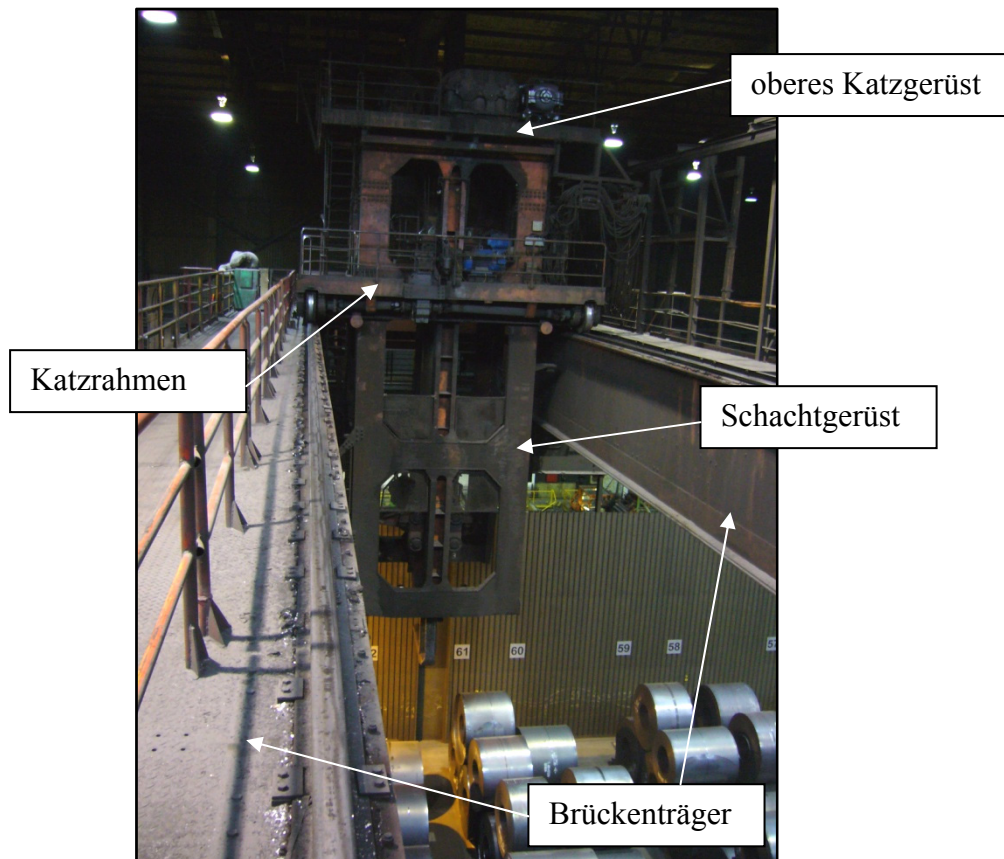 oberes Katzgerüst
Katzrahmen
Schachtgerüst
61
60
59
58
Brückenträger